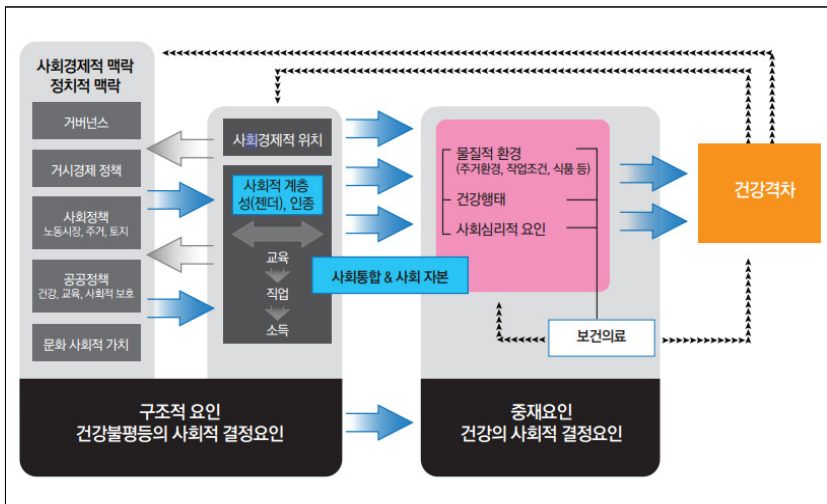 사회경제적 맥락
정치적 맥락
거버넌스
거시경제 정책
사회정책
노동시장, 주거, 토지
공공정책
건강, 교육, 사회적 보호
문화 사회적 가치
사회경제적 위치
사회적 계층
성(젠더), 인종
교육
직업
소득
사회통합 & 사회 자본
물질적 환경
(주거환경, 작업조건, 식품 등)
건강행태
사회심리적 요인
보건의료
건강격차
구조적 요인
건강불평등의 사회적 결정요인
중재요인
건강의 사회적 결정요인